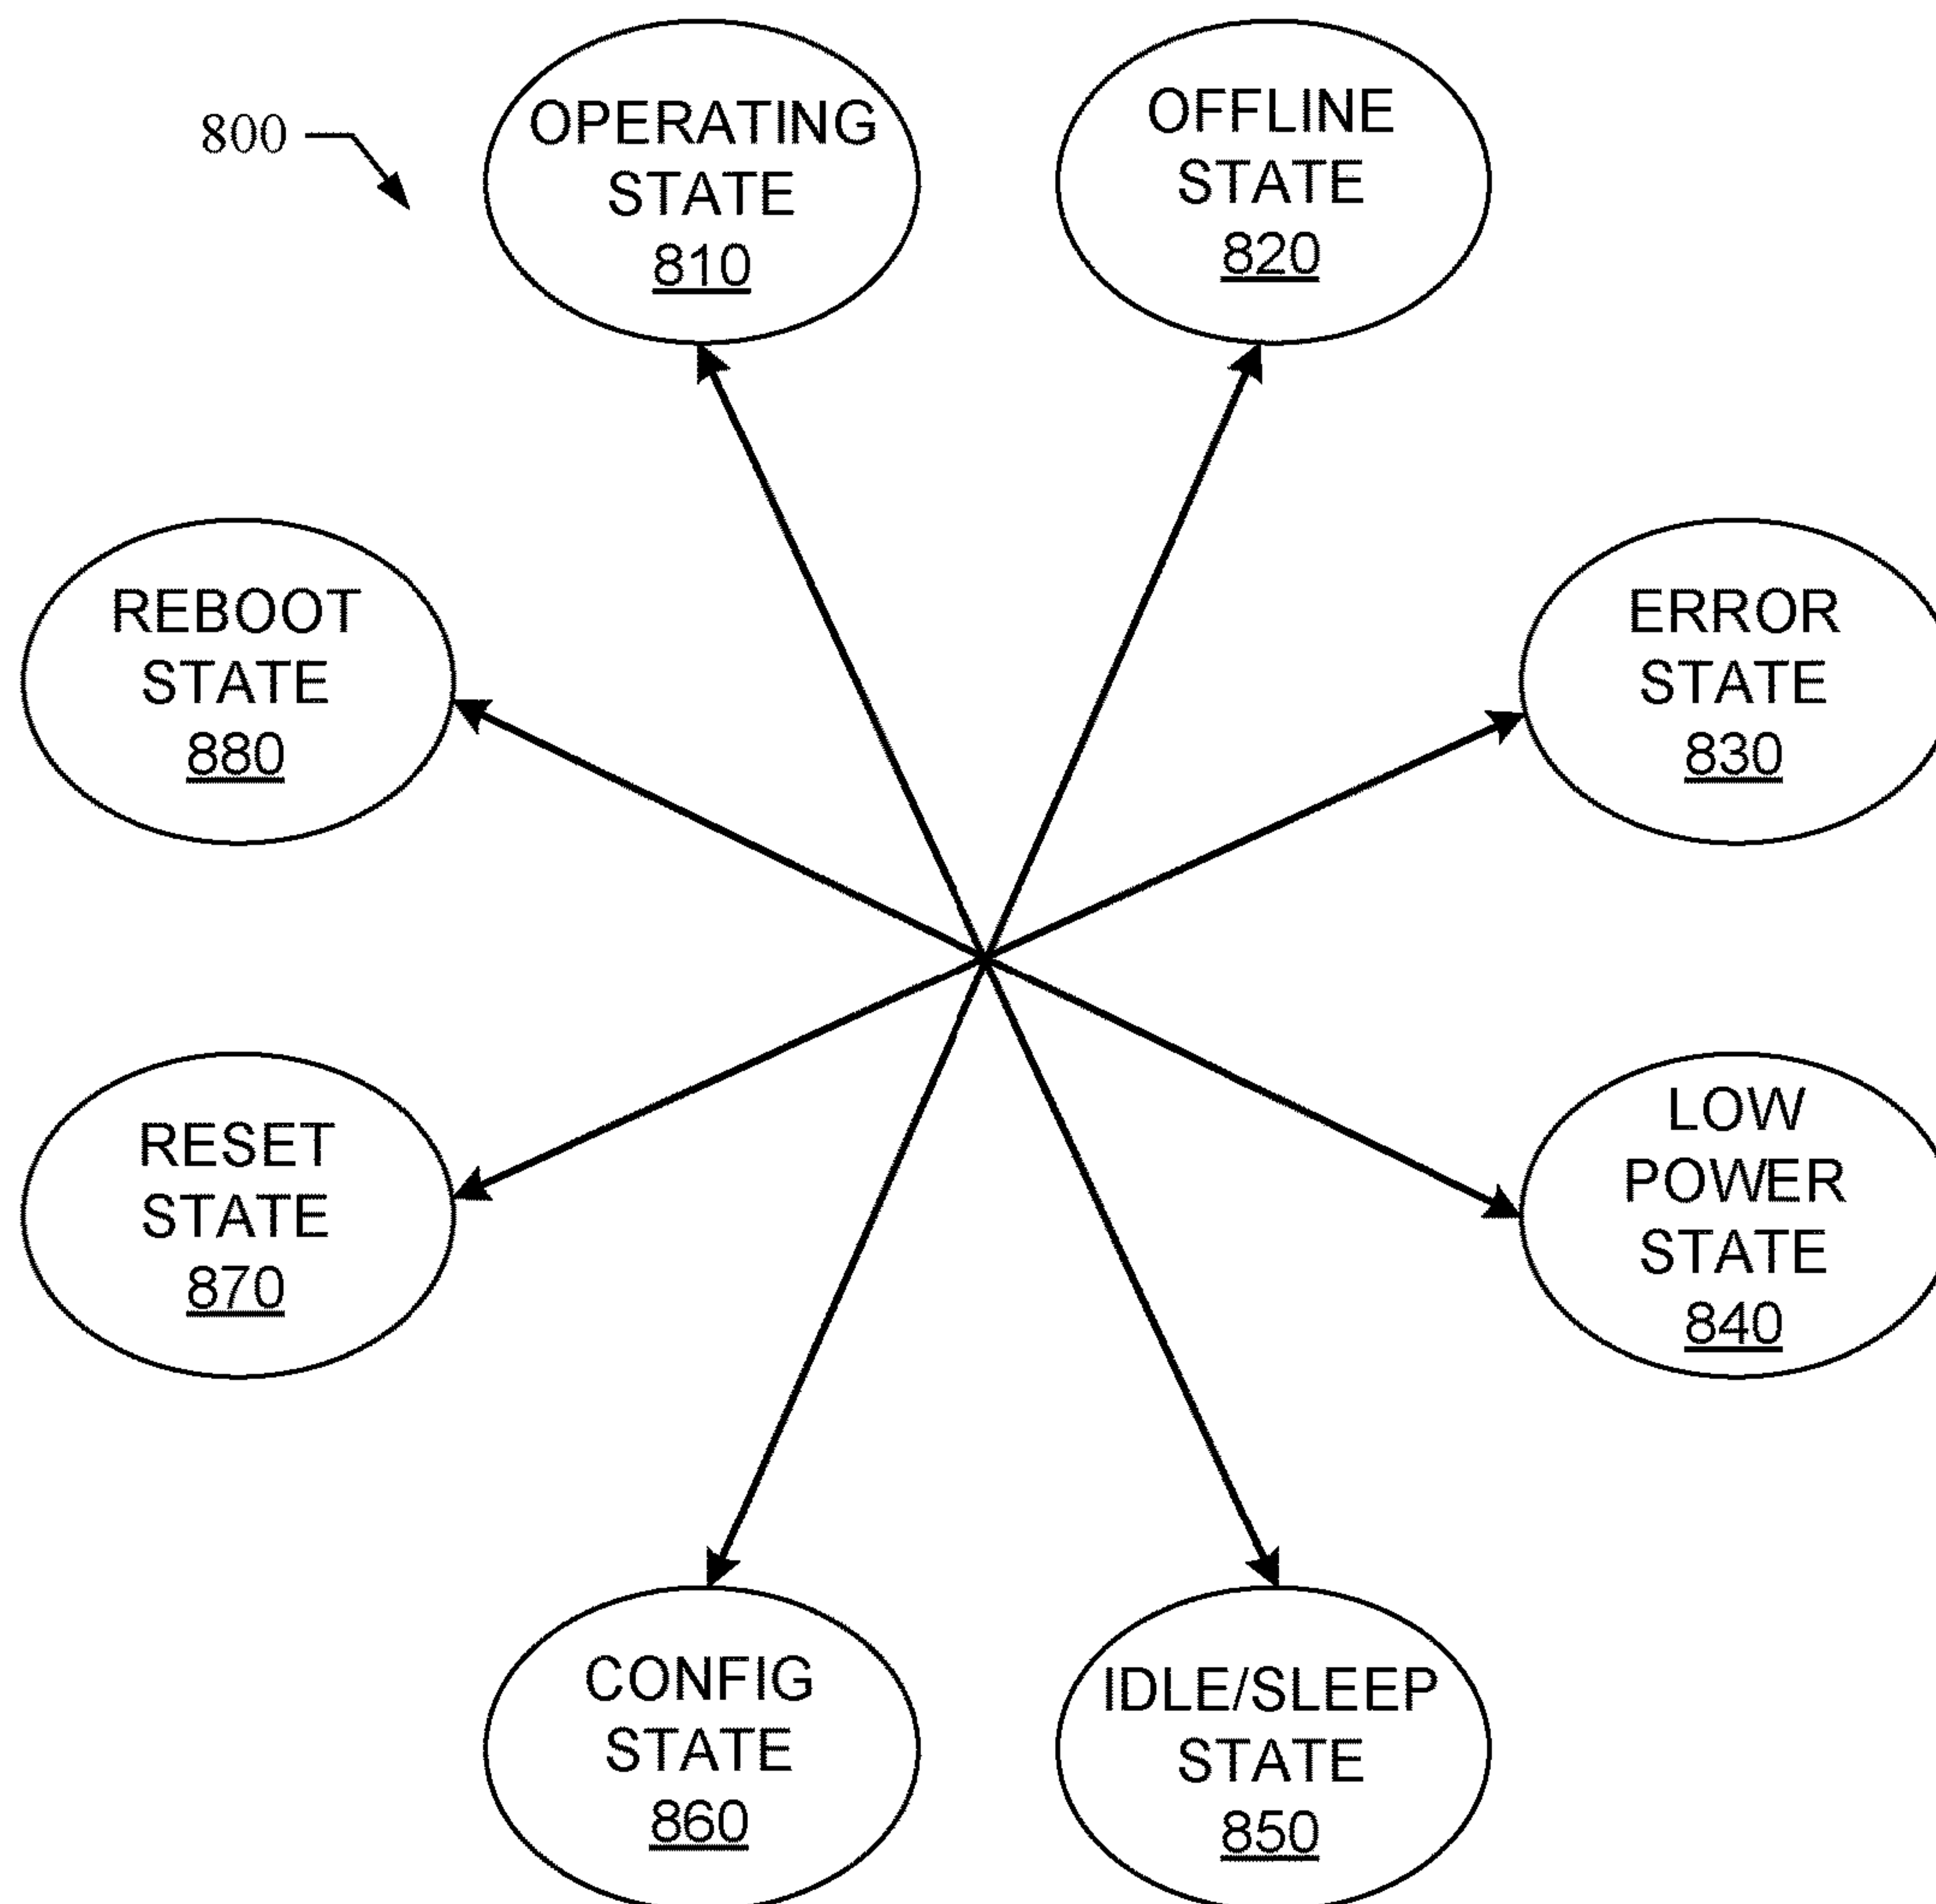 800
OPERATING
STATE
810
OFFLINE
STATE
820
REBOOT
STATE
880
ERROR
STATE
830
RESET
STATE
870
LOW
POWER
STATE
840
CONFIG
STATE
860
IDLE/SLEEP
STATE
850